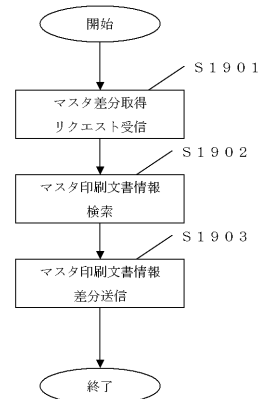 開始
S1901
マスタ差分取得
リクエスト受信
S1902
マスタ印刷文書情報
検索
S1903
マスタ印刷文書情報
差分送信
終了